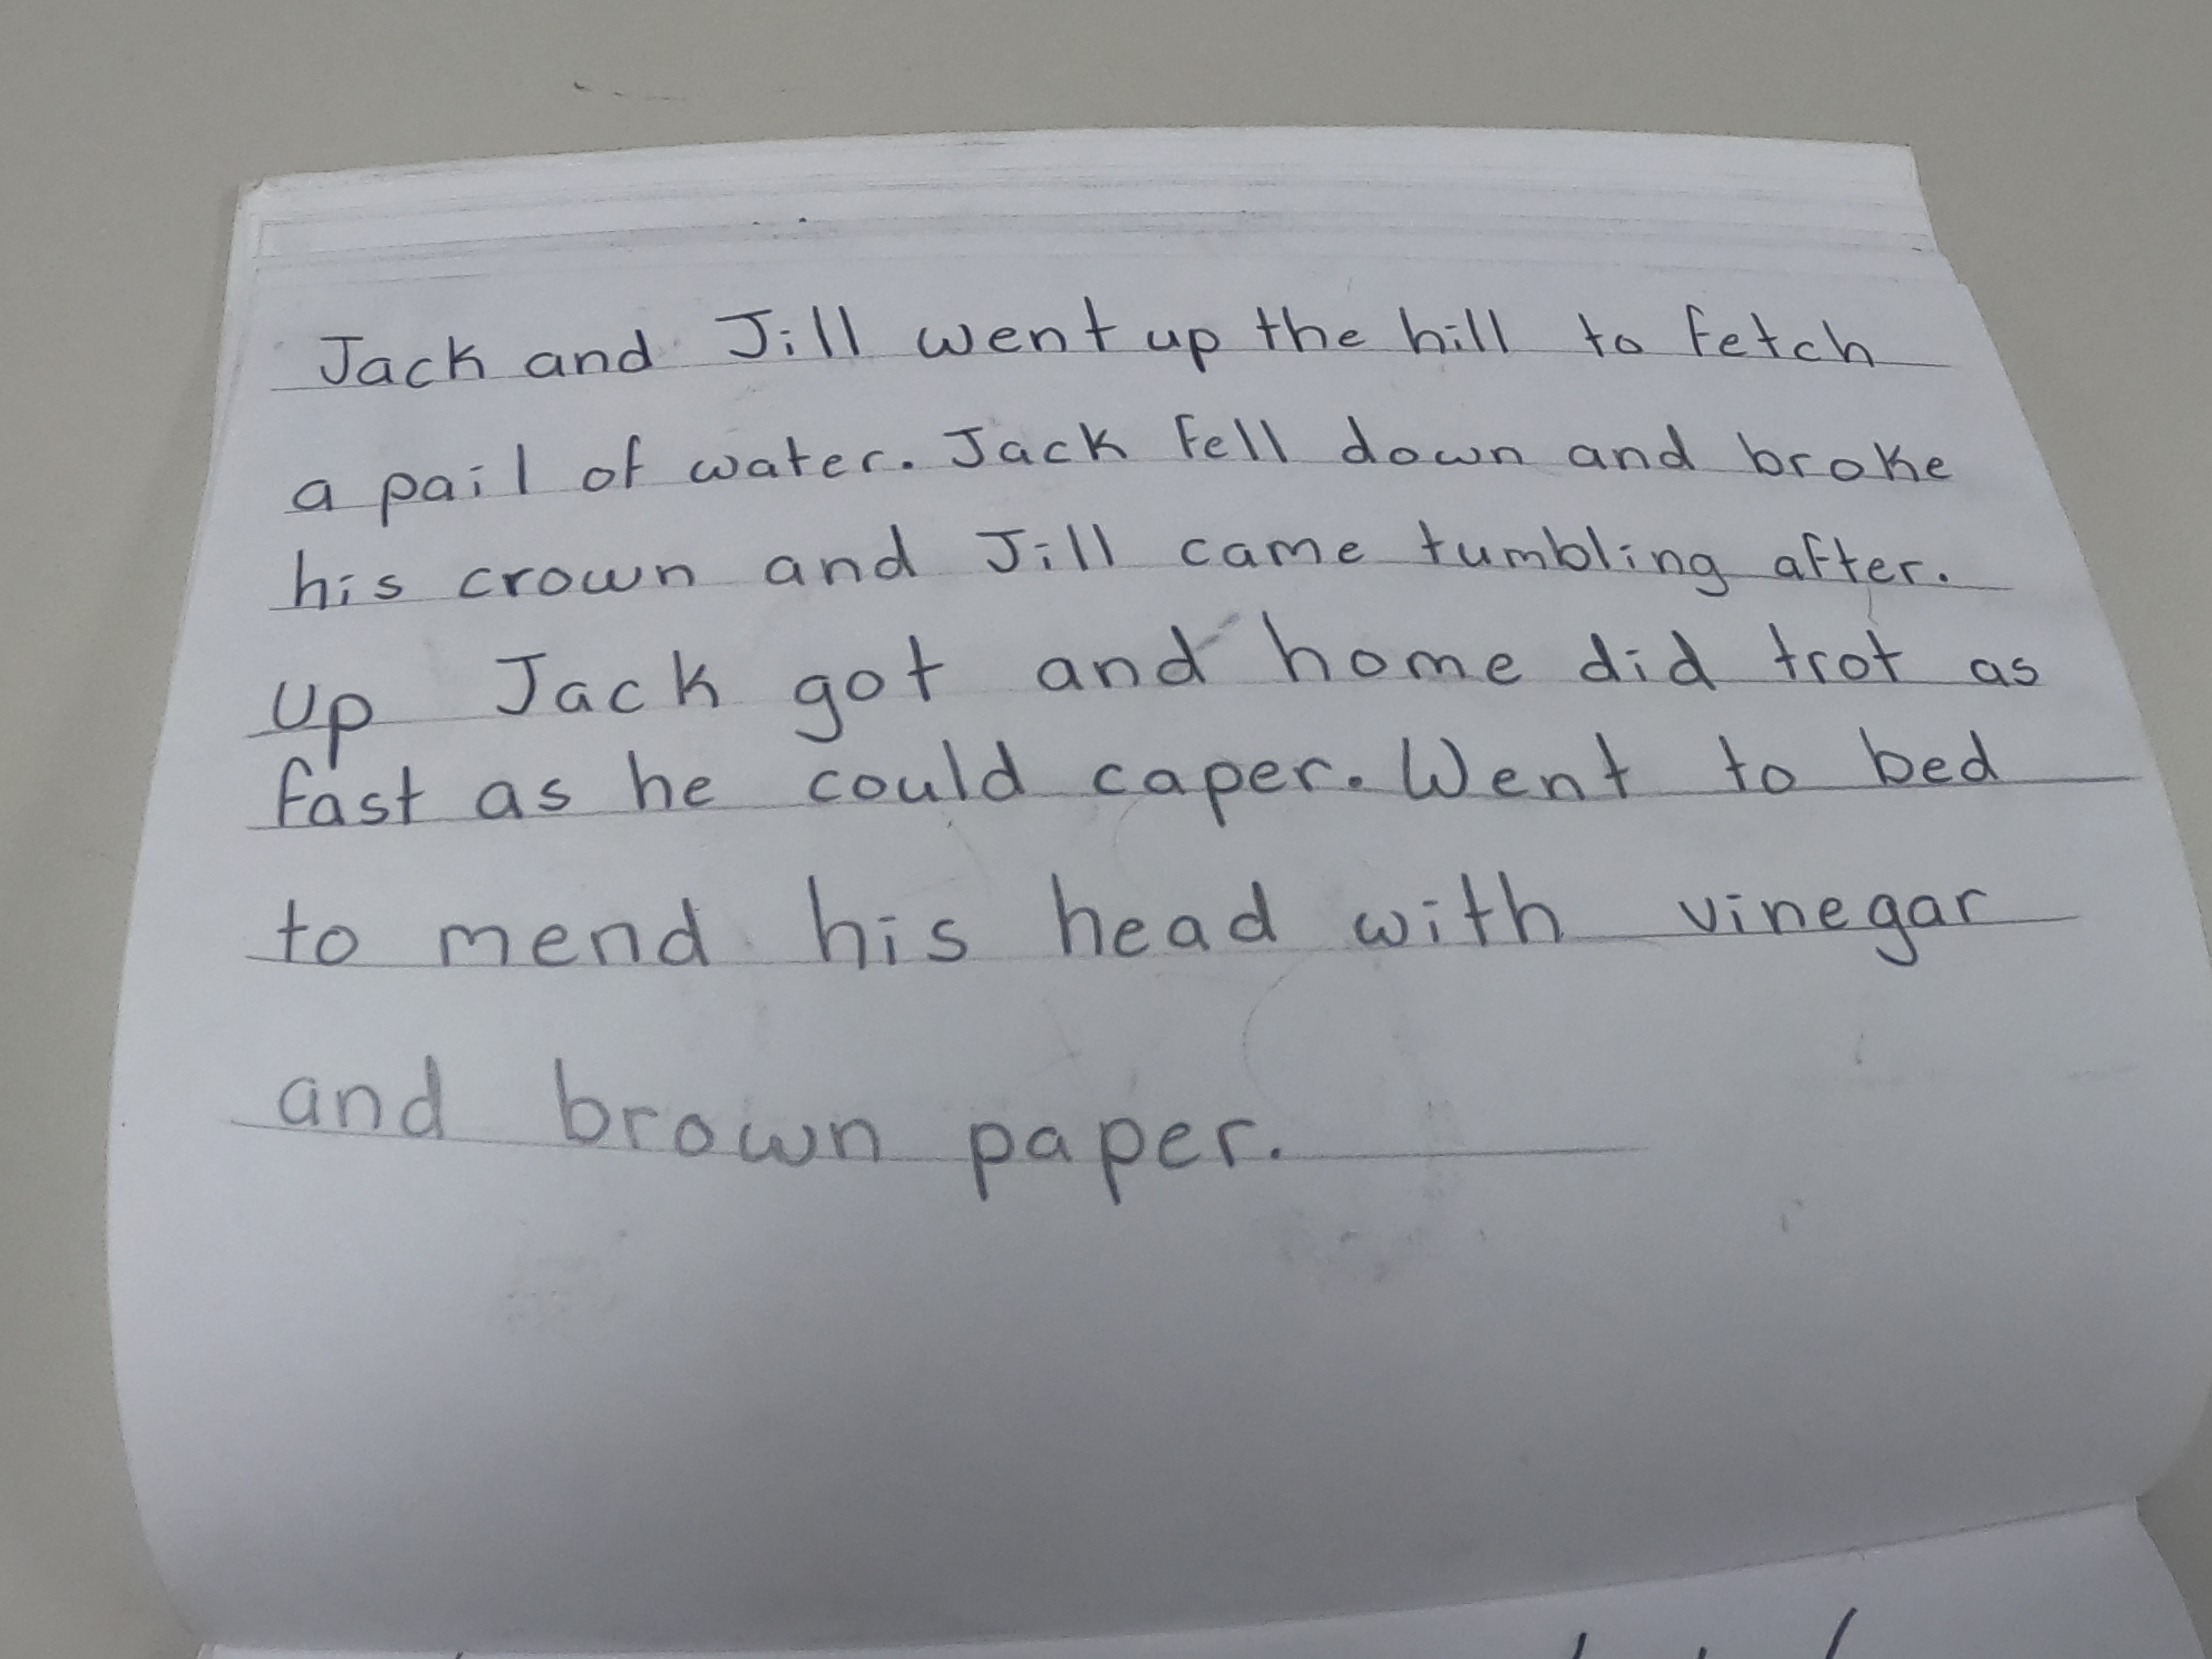 Jack and Jill went up the hill to fetch
a pail of water. Jack fell down and broke
his crown and Jill came tumbling after.
up Jack got and home did trot as
fast as he could caper. Went to bed
to mend his head with vinegar
and brown paper.